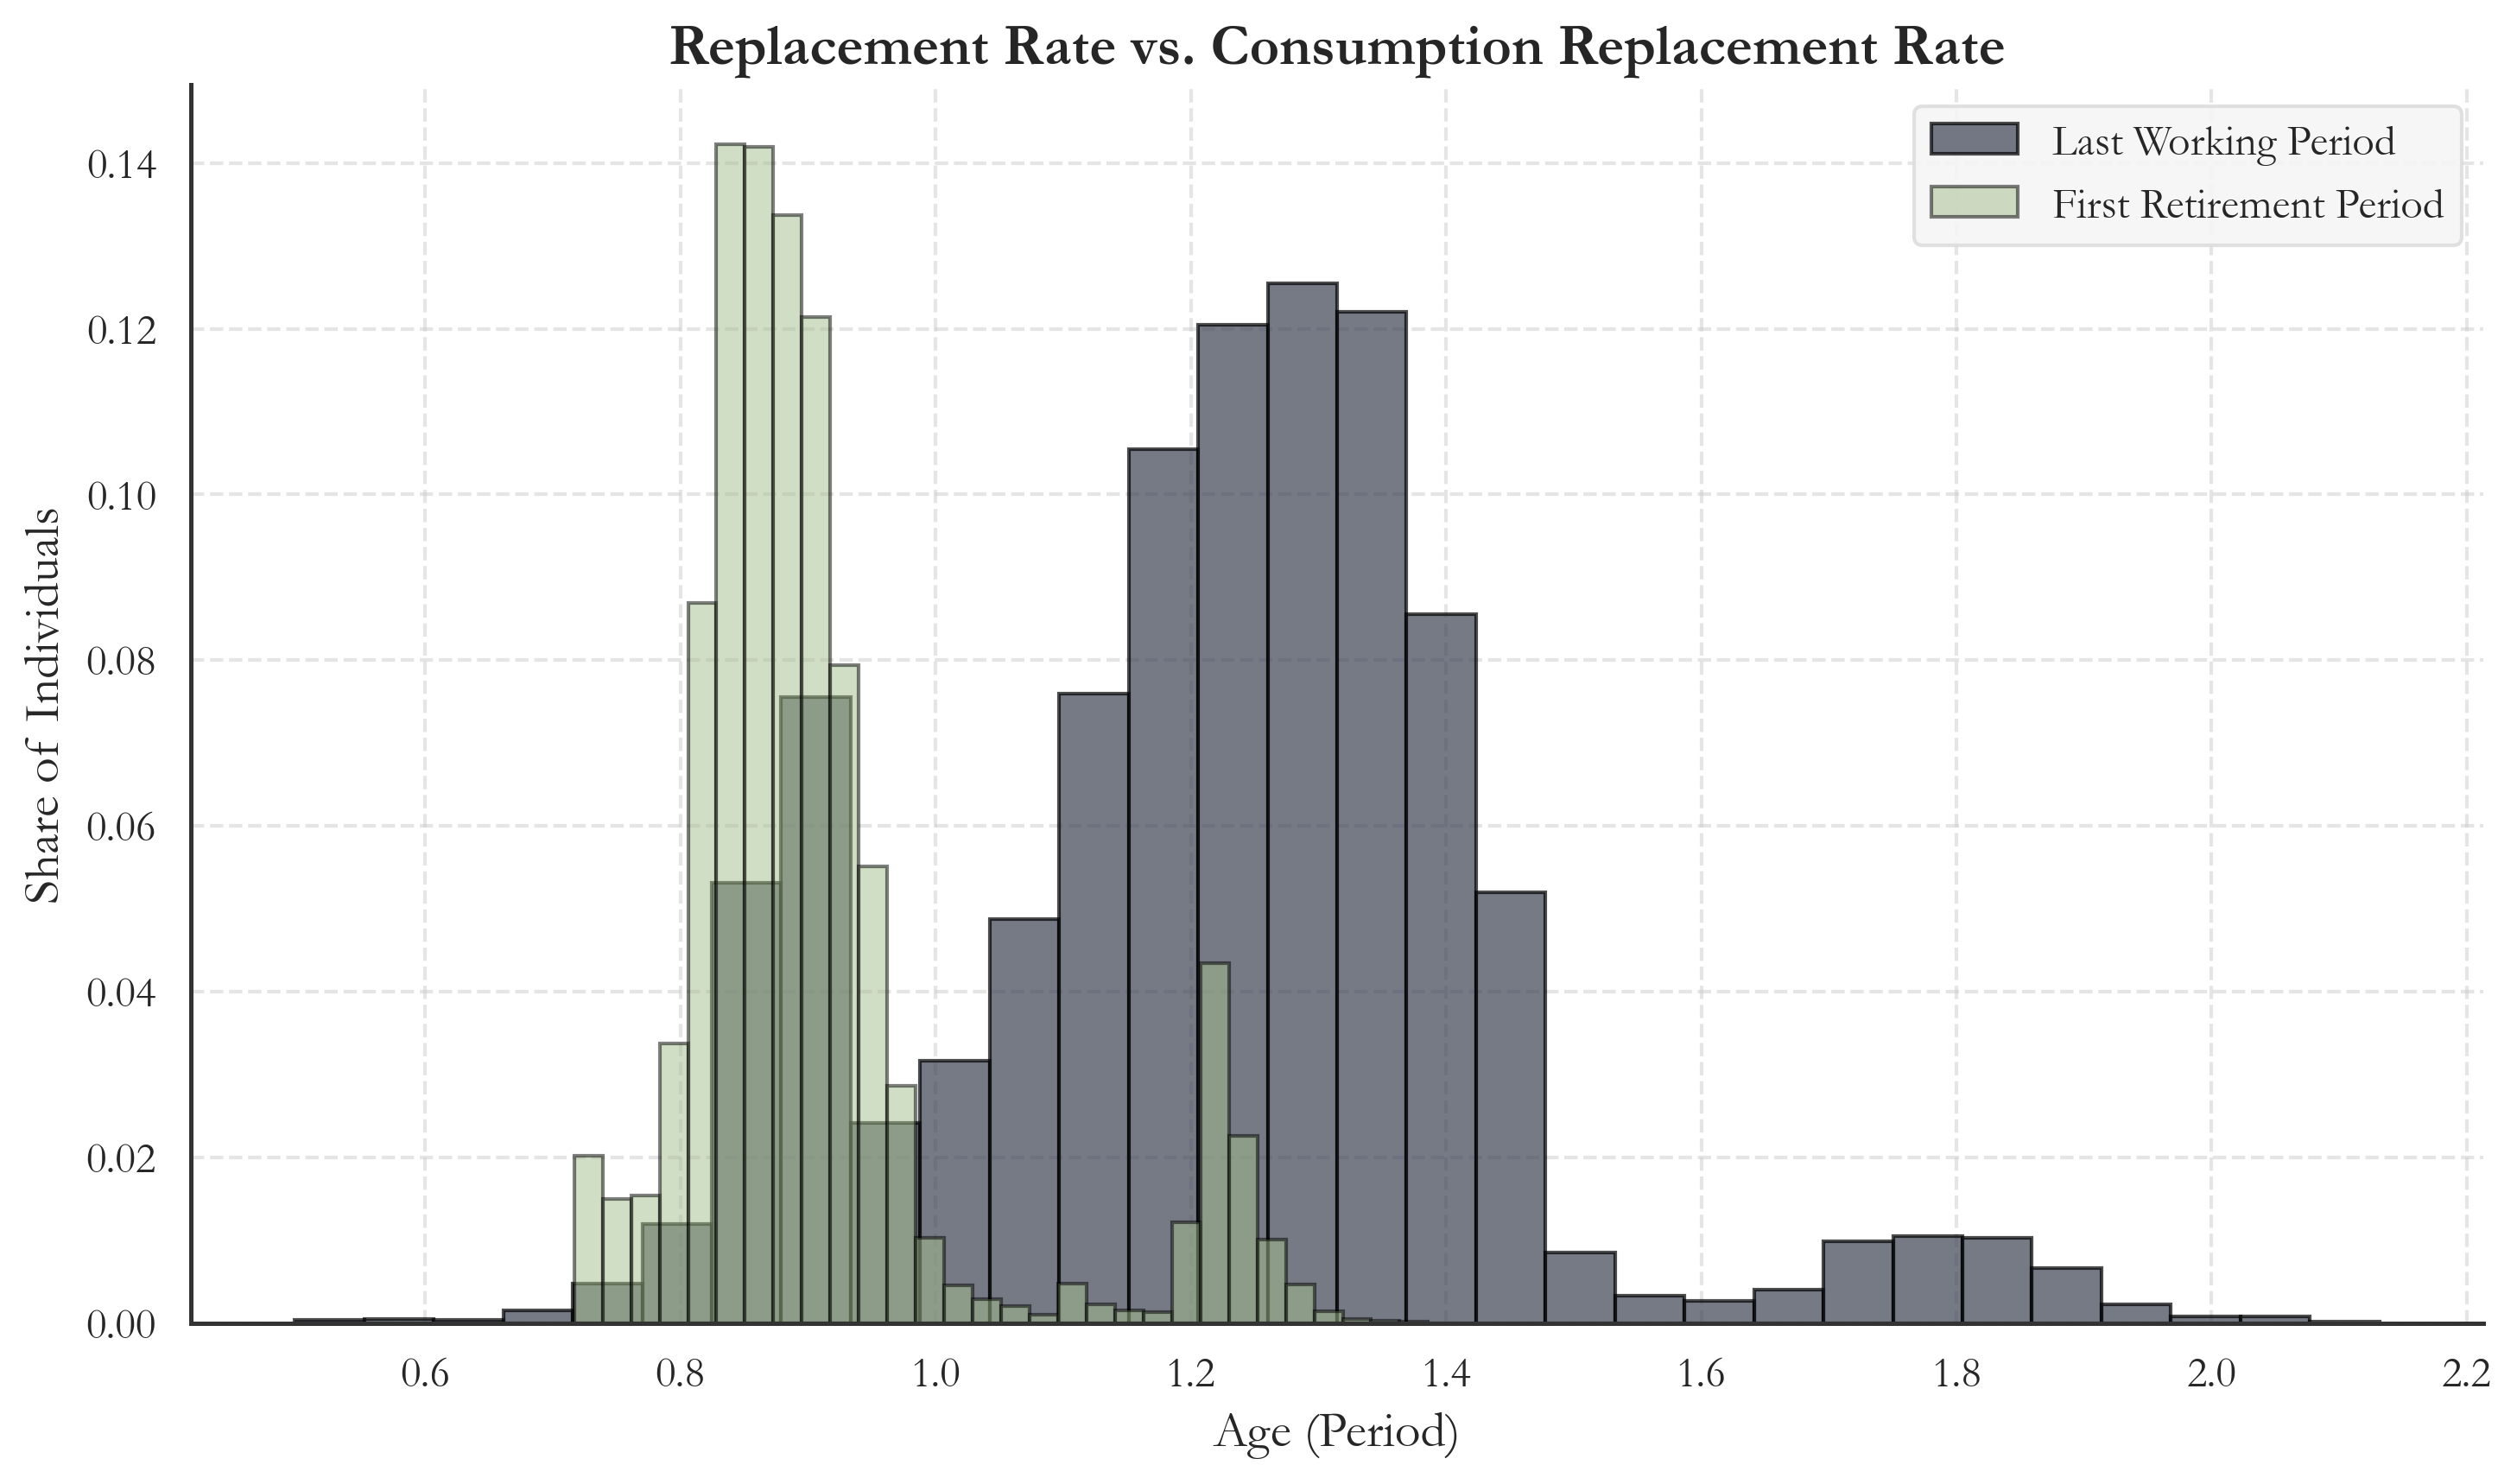 Replacement Rate vs. Consumption Replacement Rate
Last Working Period
First Retirement Period
Share of Individuals
0.14
0.12
0.10
0.08
0.06
0.04
0.02
0.00
0.6 0.8 1.0 1.2 1.4 1.6 1.8 2.0 2.2
Age (Period)